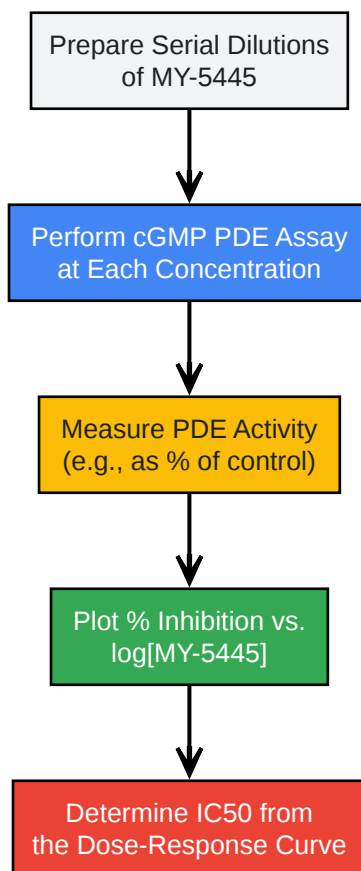 Prepare Serial Dilutions
of MY-5445
Perform cGMP PDE Assay
at Each Concentration
Measure PDE Activity
(e.g., as % of control)
Plot % Inhibition vs.
log[MY-5445]
Determine IC50 from
the Dose-Response Curve